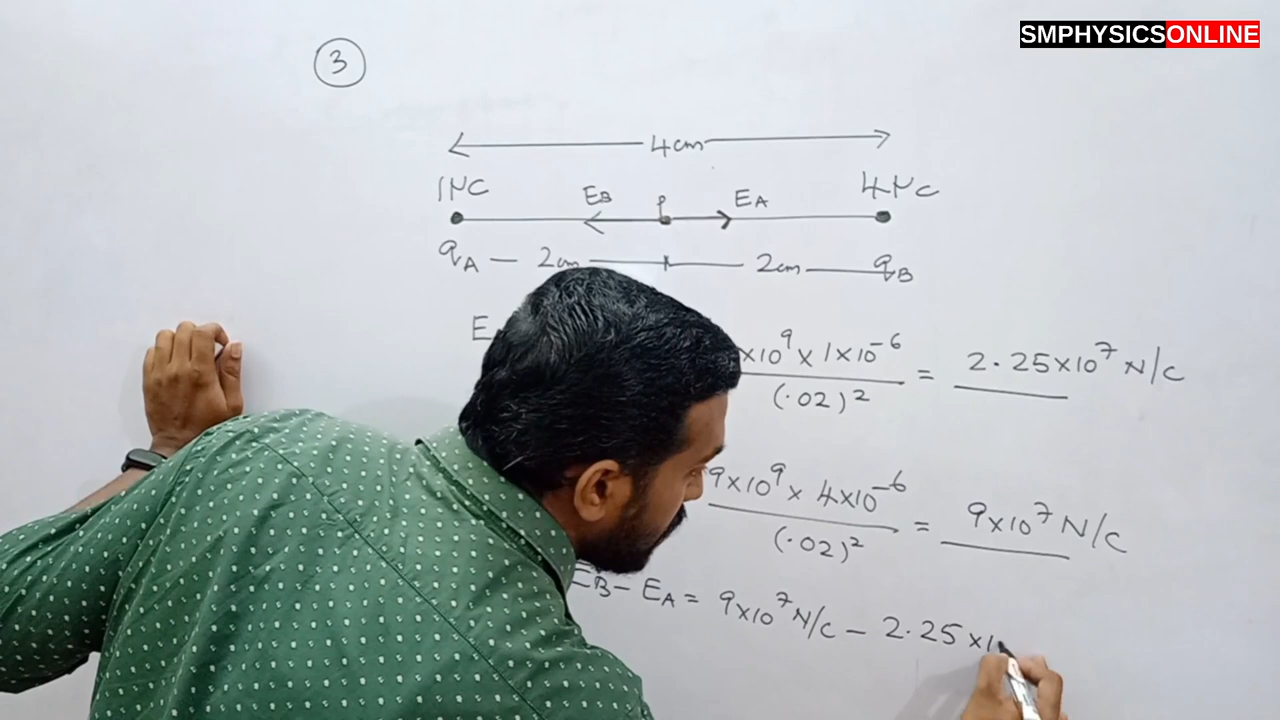 SMPHYSICSONLINE
3
4cm
1μC EB P EA 4μC
qA 2cm 2cm qB
E ×10⁹ × 1×10⁻⁶ = 2.25×10⁷ N/C
(.02)²
9×10⁹ × 4×10⁻⁶ = 9×10⁷ N/C
(.02)²
EB - EA = 9×10⁷ N/C - 2.25×1